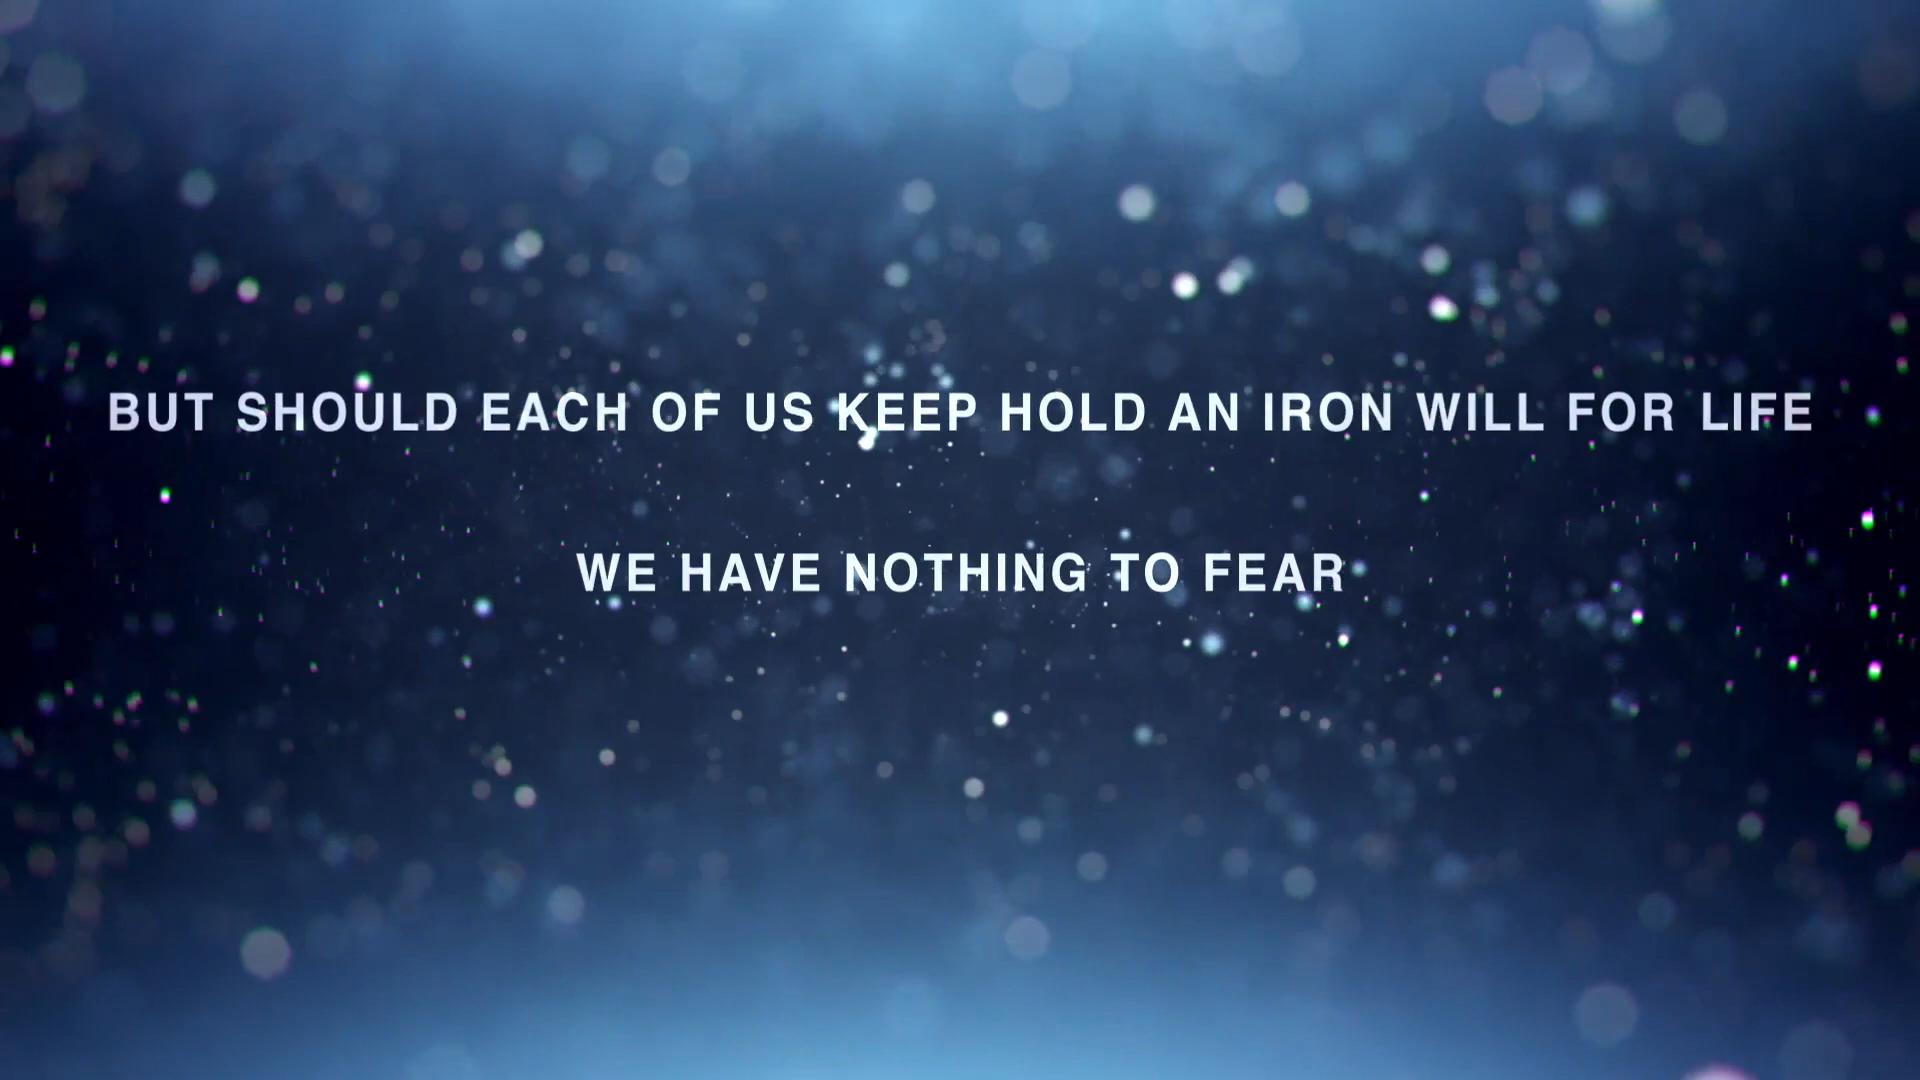 BUT SHOULD EACH OF US KEEP HOLD AN IRON WILL FOR LIFE
WE HAVE NOTHING TO FEAR